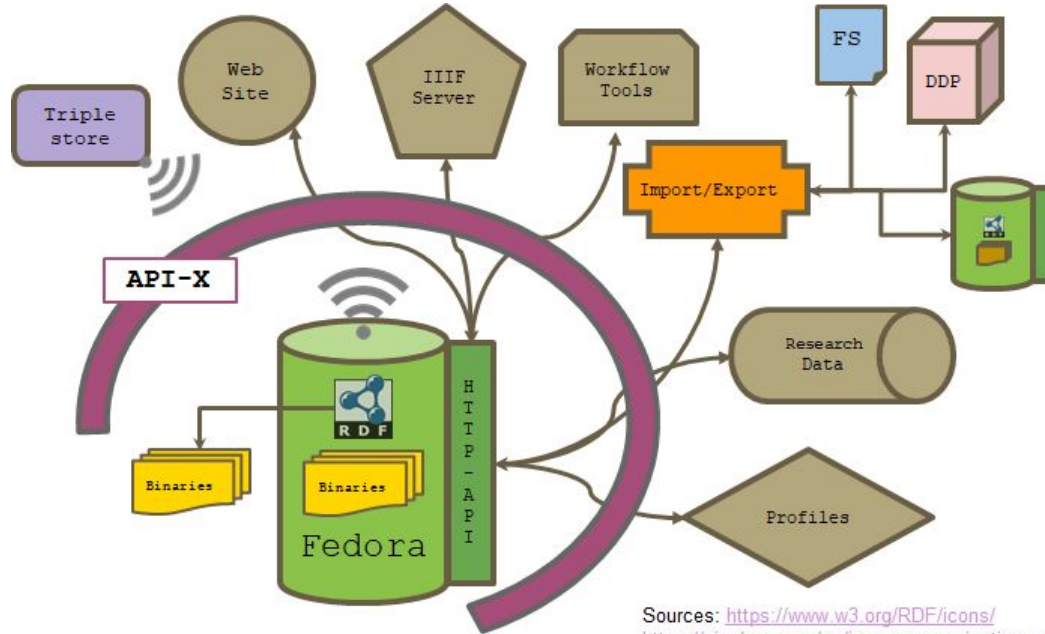 Web
Site
IIIF
Server
Workflow
Tools
FS
DDP
Triple
store
Import/Export
RDF
API-X
Research
Data
RDF
HTTP-API
Binaries
Binaries
Fedora
Profiles
Sources: https://www.w3.org/RDF/icons/